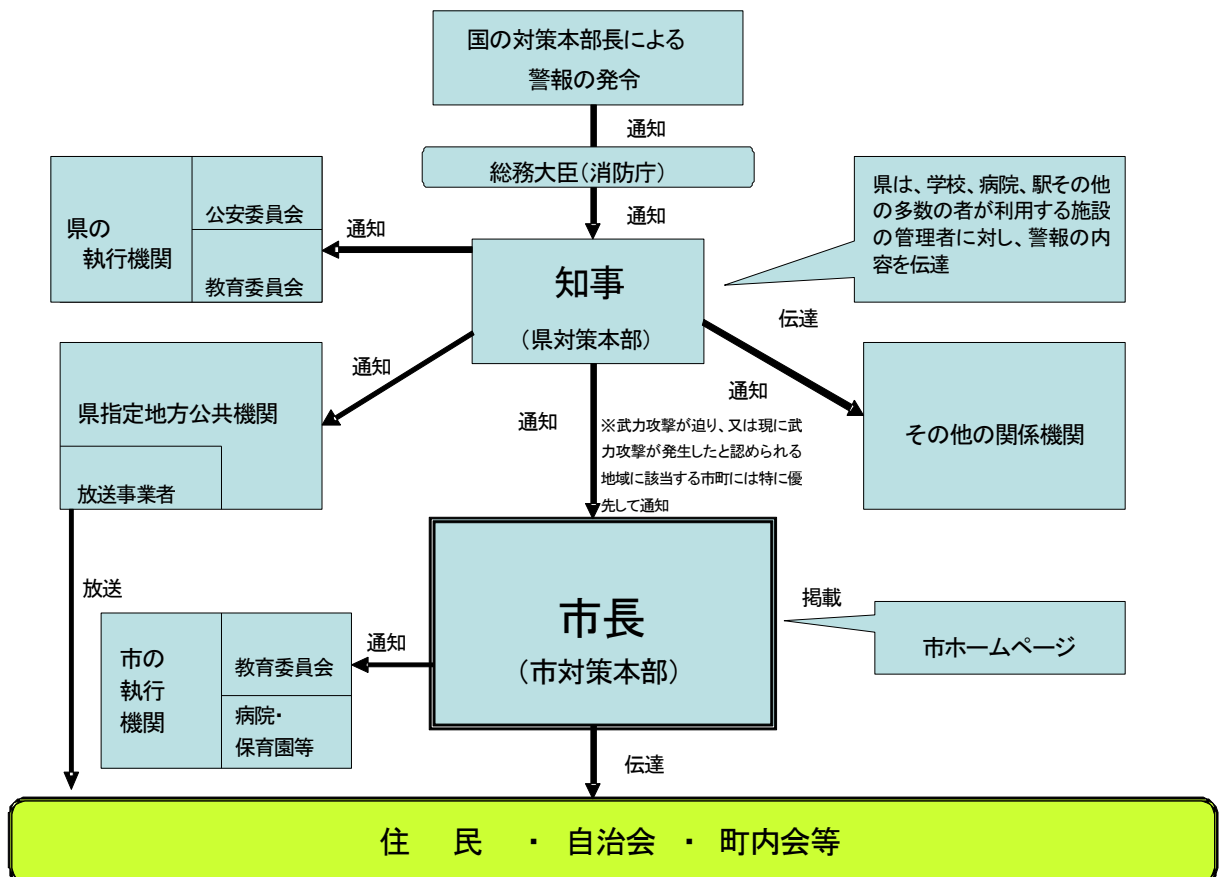 国の対策本部長による
警報の発令
通知
総務大臣（消防庁）
通知
県の
執行機関
公安委員会
教育委員会
通知
知事
（県対策本部）
県は、学校、病院、駅その他
の多数の者が利用する施設
の管理者に対し、警報の内
容を伝達
伝達
通知
県指定地方公共機関
放送事業者
通知
通知
※武力攻撃が迫り、又は現に武
力攻撃が発生したと認められる
地域に該当する市町には特に優
先して通知
その他の関係機関
放送
市の
執行
機関
教育委員会
病院・
保育園等
通知
市長
（市対策本部）
掲載
市ホームページ
伝達
住　民　・ 自治会 ・ 町内会等